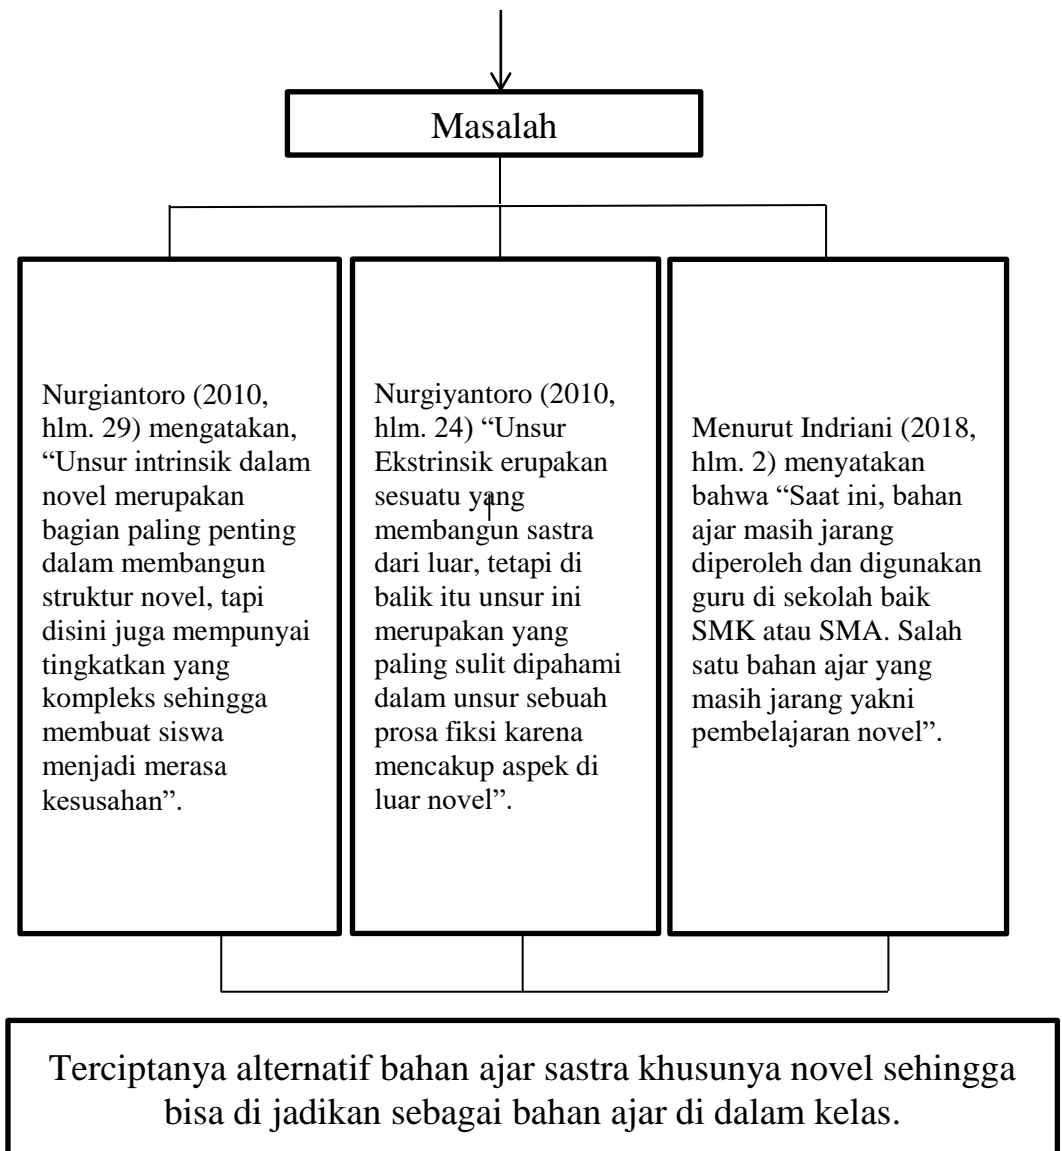 Masalah
Nurgiantoro (2010,
hlm. 29) mengatakan,
“Unsur intrinsik dalam
novel merupakan
bagian paling penting
dalam membangun
struktur novel, tapi
disini juga mempunyai
tingkatkan yang
kompleks sehingga
membuat siswa
menjadi merasa
kesusahan”.
Nurgiyantoro (2010,
hlm. 24) “Unsur
Ekstrinsik erupakan
sesuatu yang
membangun sastra
dari luar, tetapi di
balik itu unsur ini
merupakan yang
paling sulit dipahami
dalam unsur sebuah
prosa fiksi karena
mencakup aspek di
luar novel”.
Menurut Indriani (2018,
hlm. 2) menyatakan
bahwa “Saat ini, bahan
ajar masih jarang
diperoleh dan digunakan
guru di sekolah baik
SMK atau SMA. Salah
satu bahan ajar yang
masih jarang yakni
pembelajaran novel”.
Terciptanya alternatif bahan ajar sastra khusunya novel sehingga
bisa di jadikan sebagai bahan ajar di dalam kelas.